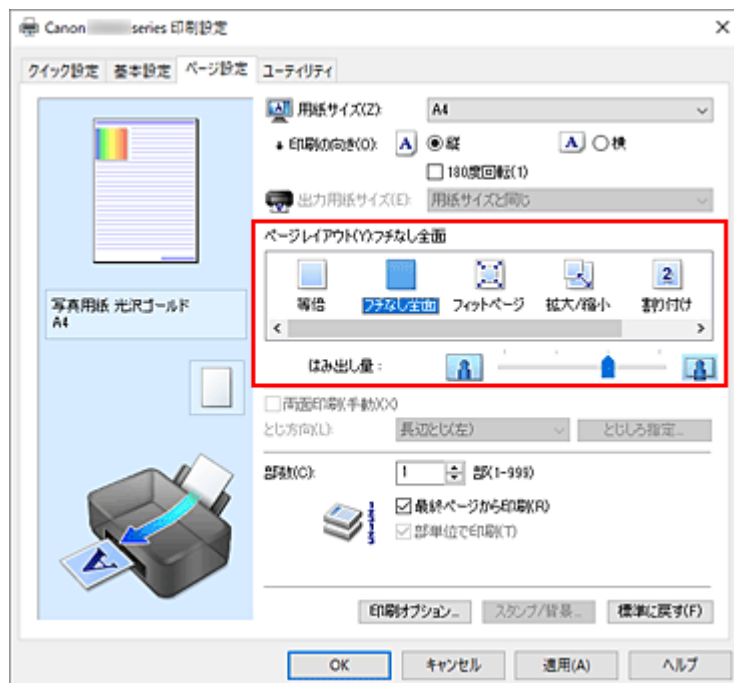 Canon series 印刷設定
クイック設定 基本設定 ページ設定 ユーティリティ
用紙サイズ(Z): A4
印刷の向き(O): A 縦 A 横
180度回転(1)
出力用紙サイズ(E): 用紙サイズと同じ
ページレイアウト(Y):フチなし全面
2
等倍 フチなし全面 フィットページ 拡大/縮小 割り付け
はみ出し量:
写真用紙 光沢ゴールド
A4
両面印刷(手動)(X)
とじ方向(L): 長辺とじ(左) とじしろ指定...
部数(C): 1 部(1-999)
最終ページから印刷(R)
部単位で印刷(T)
A
印刷オプション... スタンプ/背景... 標準に戻す(F)
OK キャンセル 適用(A) ヘルプ